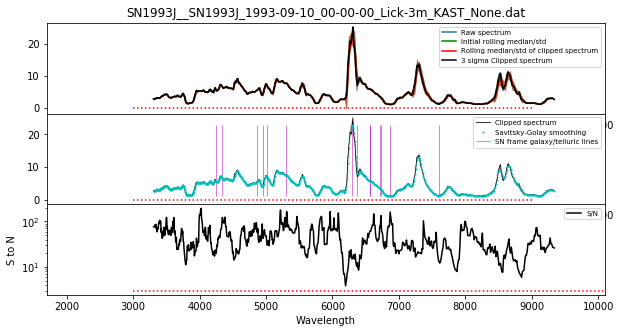 SN1993J__SN1993J_1993-09-10_00-00-00_Lick-3m_KAST_None.dat
Raw spectrum
Initial rolling median/std
Rolling median/std of clipped spectrum
3 sigma Clipped spectrum
20
10
0
Clipped spectrum
Savitsky-Golay smoothing
SN frame galaxy/telluric lines
20
10
0
S/N
10²
10¹
S to N
2000 3000 4000 5000 6000 7000 8000 9000 10000
Wavelength